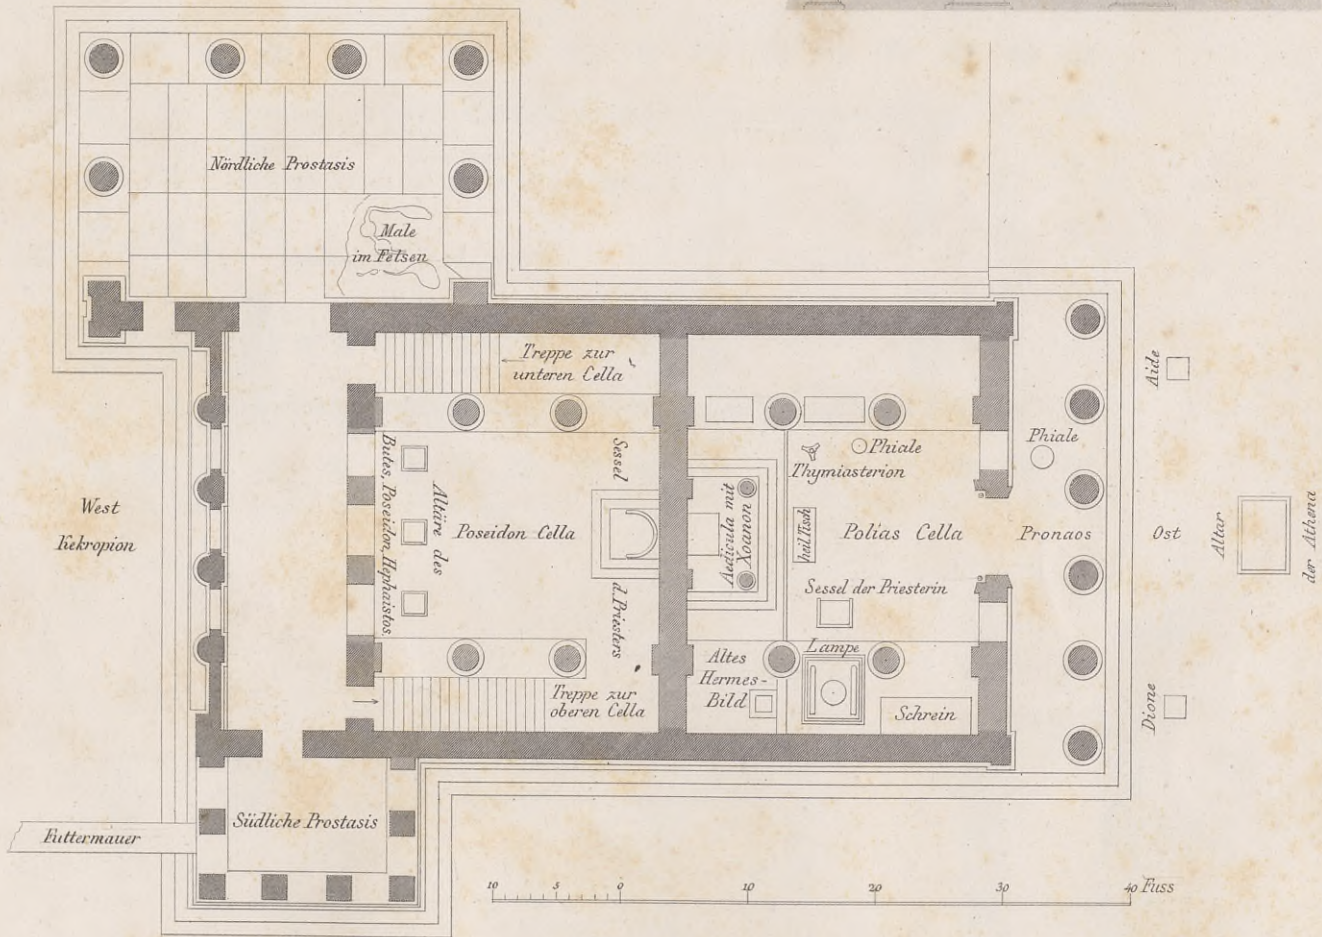 Nördliche Prostasis
Male
im Felsen
Treppe zur
unteren Cella
Aide
Phiale
Phiale
Thymiasterion
Sessel
d. Priesters
Butes, Poseidon, Hephaistos.
Altäre des
Poseidon Cella
Aedicula mit
Xoanon
heil Tisch
Polias Cella
Pronaos
Ost
Altar
der Athena
West
Kekropion
Sessel der Priesterin
Lampe
Altes
Hermes-
Bild
Treppe zur
oberen Cella
Schrein
Dione
Südliche Prostasis
Futtermauer
10 5 0 10 20 30 40 Fuss